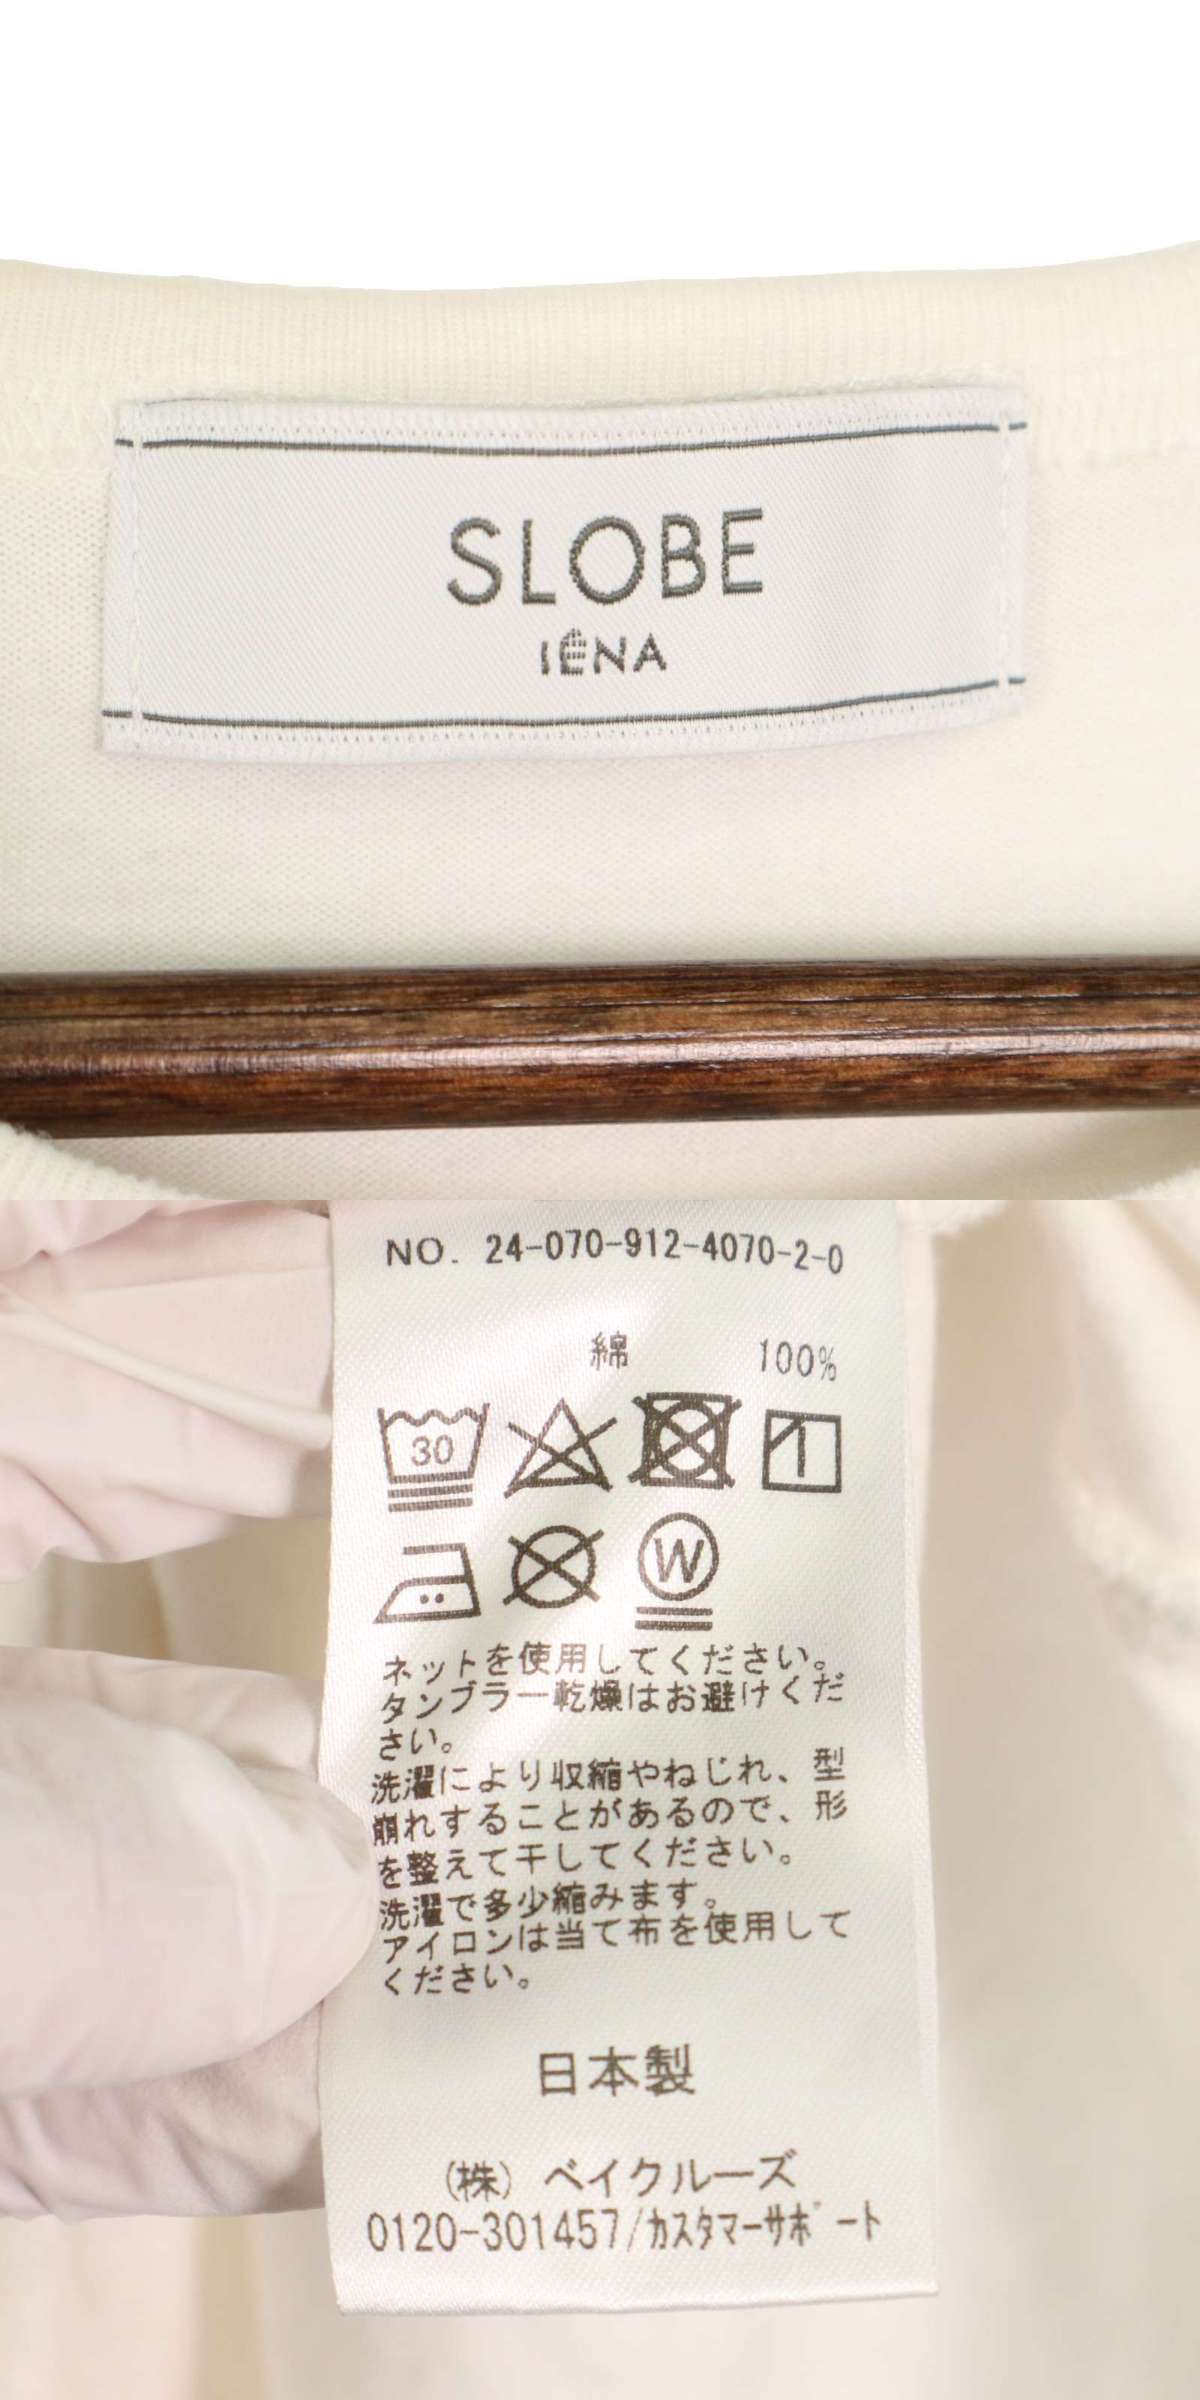 SLOBE
IÉNA
NO. 24-070-912-4070-2-0
綿 100%
30
W
ネットを使用してください。
タンブラー乾燥はお避けくだ
さい。
洗濯により収縮やねじれ、型
崩れすることがあるので、形
を整えて干してください。
洗濯で多少縮みます。
アイロンは当て布を使用して
ください。
日本製
(株) ベイクルーズ
0120-301457/ｶｽﾀﾏｰｻﾎﾟｰﾄ